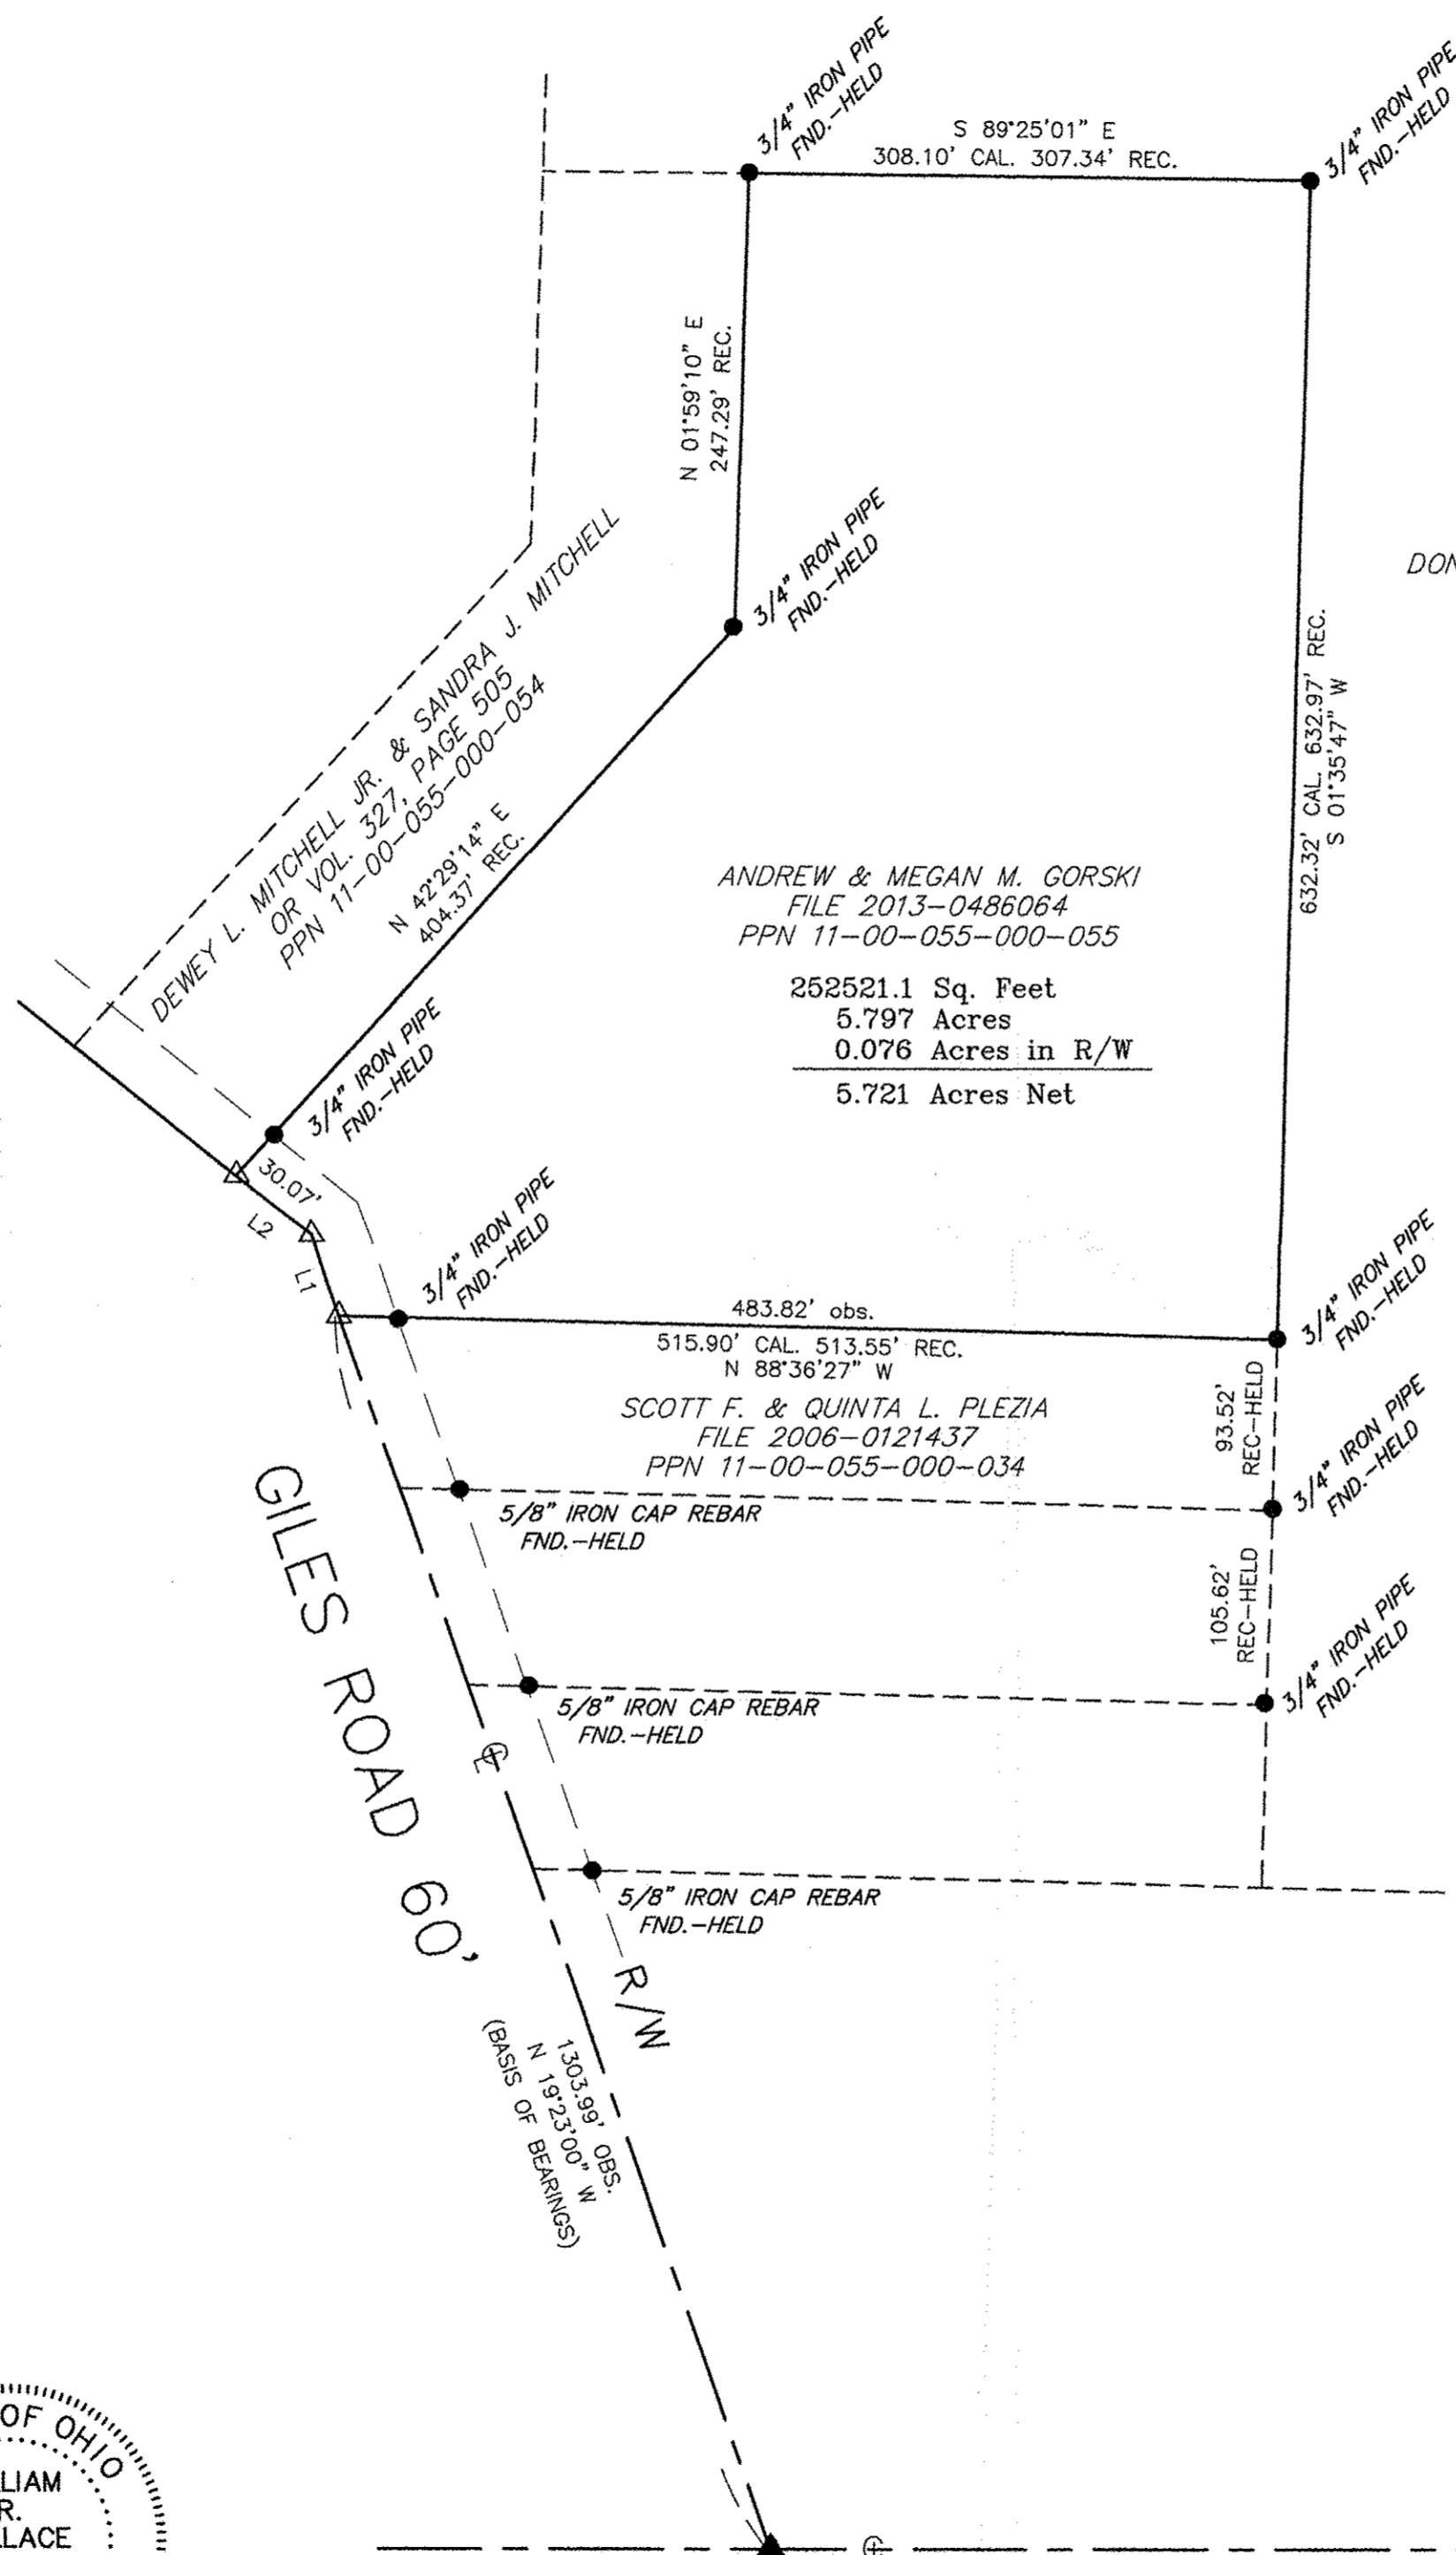 3/4" IRON PIPE
FND.-HELD
S 89°25'01" E
308.10' CAL. 307.34' REC.
3/4" IRON PIPE
FND.-HELD
N 01°59'10" E
247.29' REC.
3/4" IRON PIPE
FND.-HELD
DON
632.32' CAL. 632.97' REC.
S 01°35'47" W
DEWEY L. MITCHELL JR. & SANDRA J. MITCHELL
OR VOL. 327, PAGE 505
PPN 11-00-055-000-054
N 42°29'14" E
404.37' REC.
ANDREW & MEGAN M. GORSKI
FILE 2013-0486064
PPN 11-00-055-000-055
252521.1 Sq. Feet
5.797 Acres
0.076 Acres in R/W
5.721 Acres Net
3/4" IRON PIPE
FND.-HELD
30.07'
L2
L1
3/4" IRON PIPE
FND.-HELD
483.82' obs.
515.90' CAL. 513.55' REC.
N 88°36'27" W
3/4" IRON PIPE
FND.-HELD
SCOTT F. & QUINTA L. PLEZIA
FILE 2006-0121437
PPN 11-00-055-000-034
93.52'
REC-HELD
3/4" IRON PIPE
FND.-HELD
5/8" IRON CAP REBAR
FND.-HELD
105.62'
REC-HELD
3/4" IRON PIPE
FND.-HELD
5/8" IRON CAP REBAR
FND.-HELD
GILES ROAD 60'
5/8" IRON CAP REBAR
FND.-HELD
R/W
1303.99' OBS.
N 19°23'00" W
(BASIS OF BEARINGS)
OF OHIO
LIAM
R.
LLACE